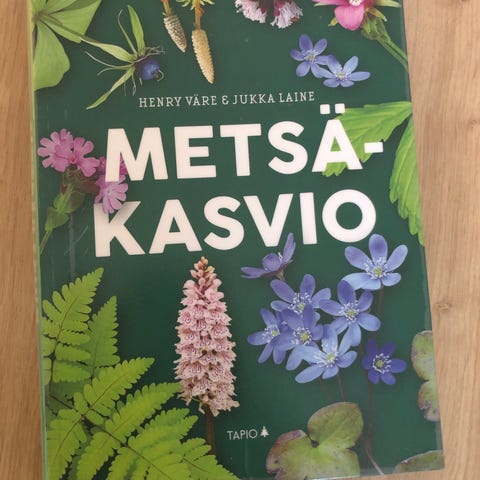 HENRY VÄRE & JUKKA LAINE
METSÄ-
KASVIO
TAPIO